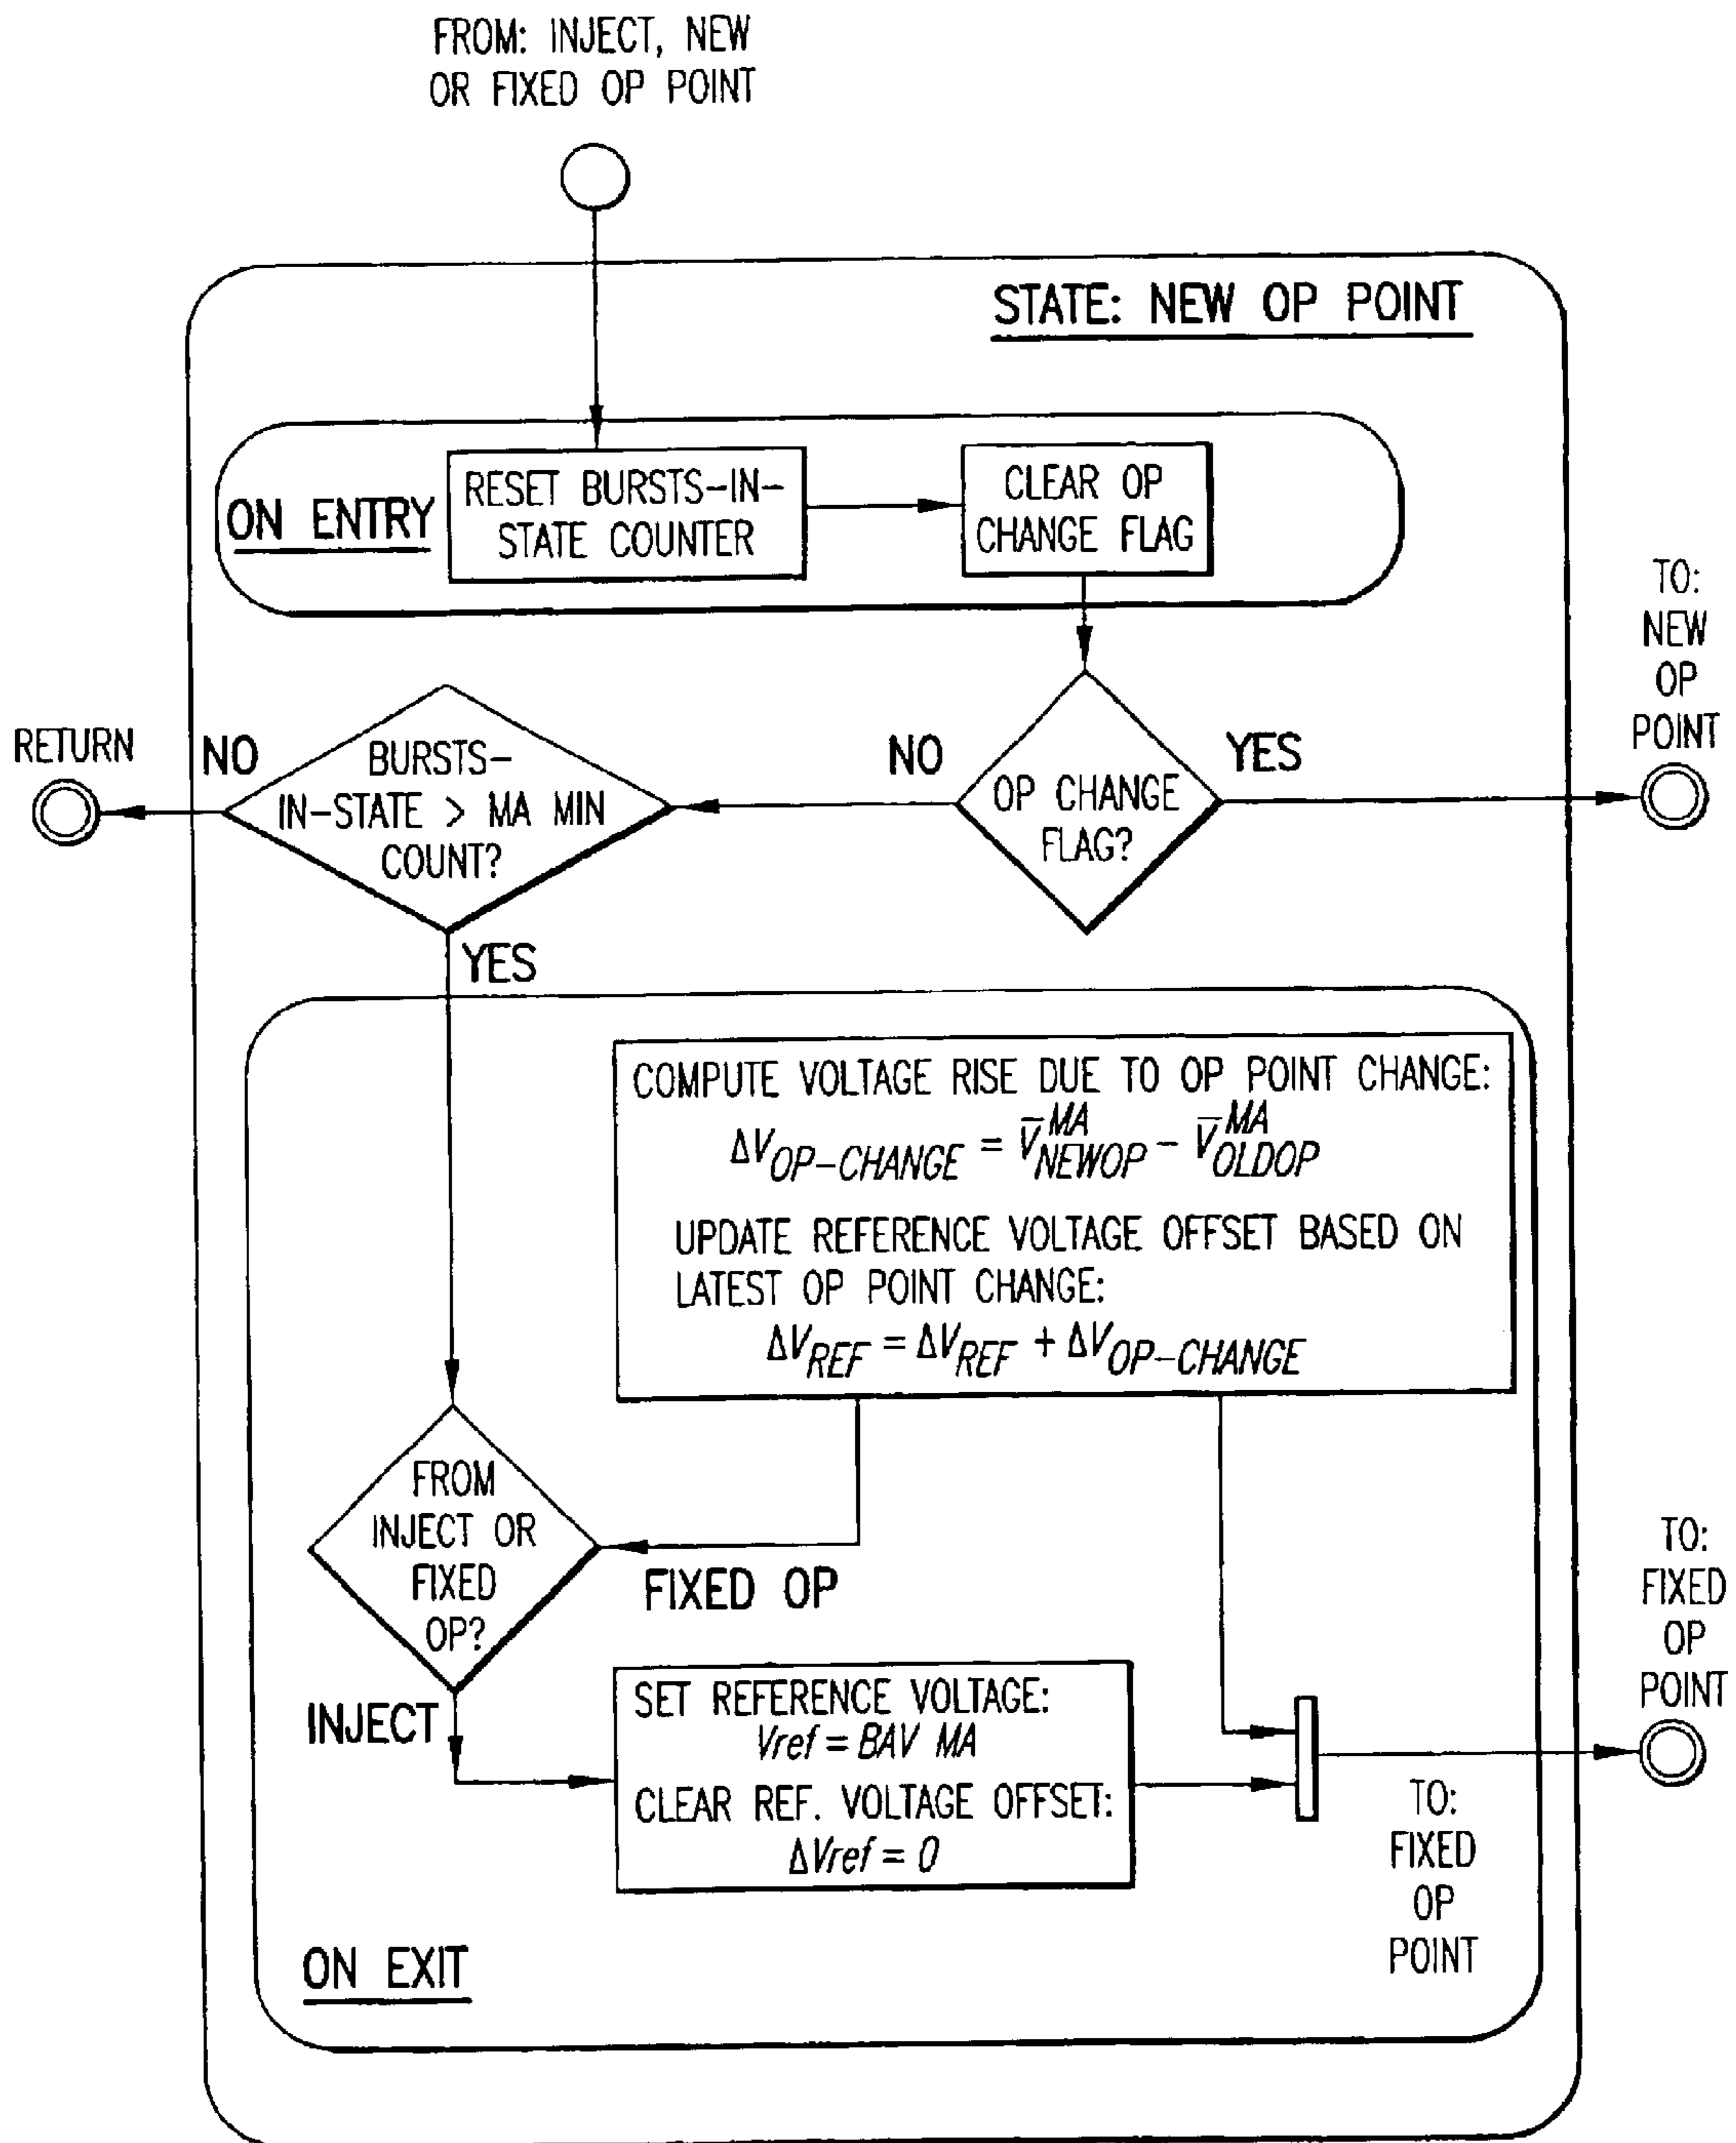 FROM: INJECT, NEW
OR FIXED OP POINT
STATE: NEW OP POINT
ON ENTRY
RESET BURSTS-IN-
STATE COUNTER
CLEAR OP
CHANGE FLAG
TO:
NEW
OP
POINT
RETURN
NO
BURSTS-
IN-STATE > MA MIN
COUNT?
YES
NO
OP CHANGE
FLAG?
YES
COMPUTE VOLTAGE RISE DUE TO OP POINT CHANGE:
ΔV_OP-CHANGE = V̅^MA_NEWOP - V̅^MA_OLDOP
UPDATE REFERENCE VOLTAGE OFFSET BASED ON
LATEST OP POINT CHANGE:
ΔV_REF = ΔV_REF + ΔV_OP-CHANGE
FROM
INJECT OR
FIXED
OP?
FIXED OP
INJECT
SET REFERENCE VOLTAGE:
Vref = BAV MA
CLEAR REF. VOLTAGE OFFSET:
ΔVref = 0
TO:
FIXED
OP
POINT
TO:
FIXED
OP
POINT
ON EXIT